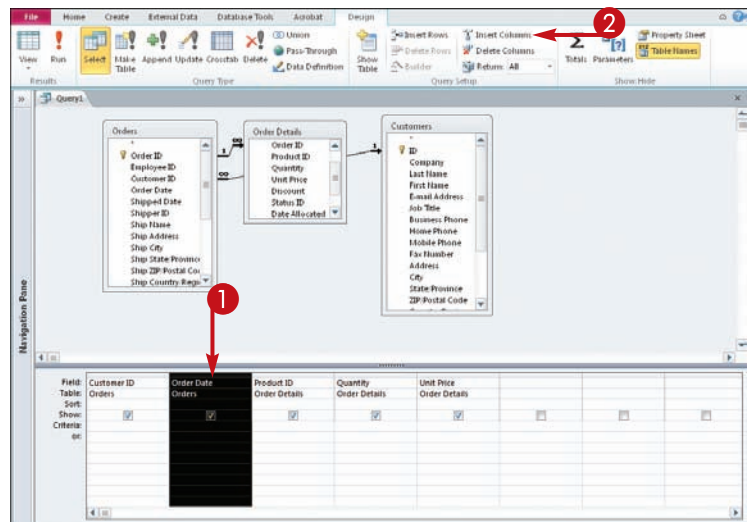 File Home Create External Data Database Tools Acrobat Design
2
View Run Select Make Table Append Update Crosstab Delete Union Pass-Through Data Definition Show Table Insert Rows Delete Rows Builder Insert Columns Delete Columns Return: All Totals Parameters Property Sheet Table Names
Results Query Type Query Setup Show/Hide
Query1
Orders
Order ID
Employee ID
Customer ID
Order Date
Shipped Date
Shipper ID
Ship Name
Ship Address
Ship City
Ship State/Province
Ship ZIP/Postal Co
Ship Country/Regi
1 ∞
∞
Order Details
Order ID
Product ID
Quantity
Unit Price
Discount
Status ID
Date Allocated
1
Customers
*
ID
Company
Last Name
First Name
E-mail Address
Job Title
Business Phone
Home Phone
Mobile Phone
Fax Number
Address
City
State/Province
ZIP/Postal Code
1
Navigation Pane
Field: Customer ID Order Date Product ID Quantity Unit Price
Table: Orders Orders Order Details Order Details Order Details
Sort:
Show:
Criteria:
or: